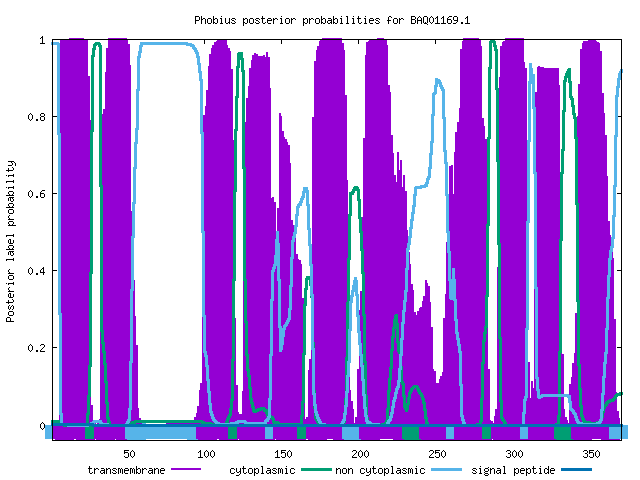 Phobius posterior probabilities for BAQ01169.1
Posterior label probability
1
0.8
0.6
0.4
0.2
0
50 100 150 200 250 300 350
transmembrane cytoplasmic non cytoplasmic signal peptide